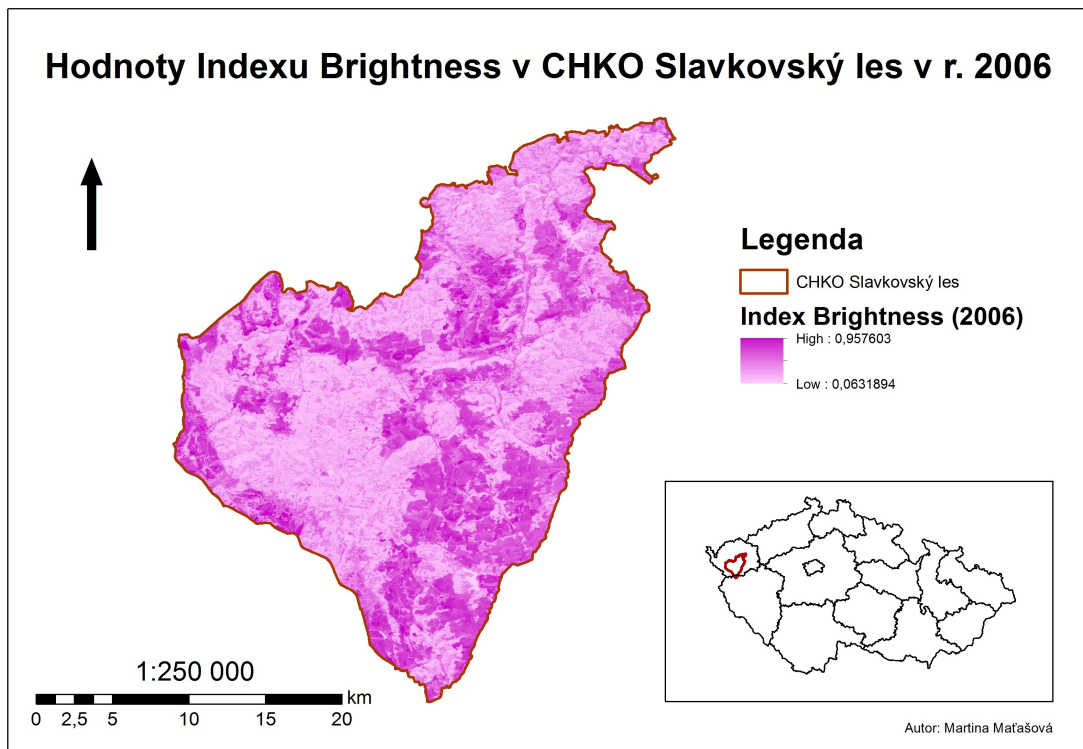 Hodnoty Indexu Brightness v CHKO Slavkovský les v r. 2006
Legenda
CHKO Slavkovský les
Index Brightness (2006)
High : 0,957603
Low : 0,0631894
1:250 000
km
0 2,5 5 10 15 20
Autor: Martina Maťašová